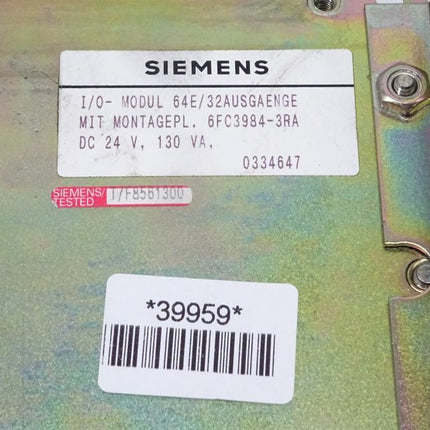 SIEMENS
I/O- MODUL 64E/32AUSGAENGE
MIT MONTAGEPL. 6FC3984-3RA
DC 24 V, 130 VA,
0334647
SIEMENS/ I/F8561300
TESTED
*39959*